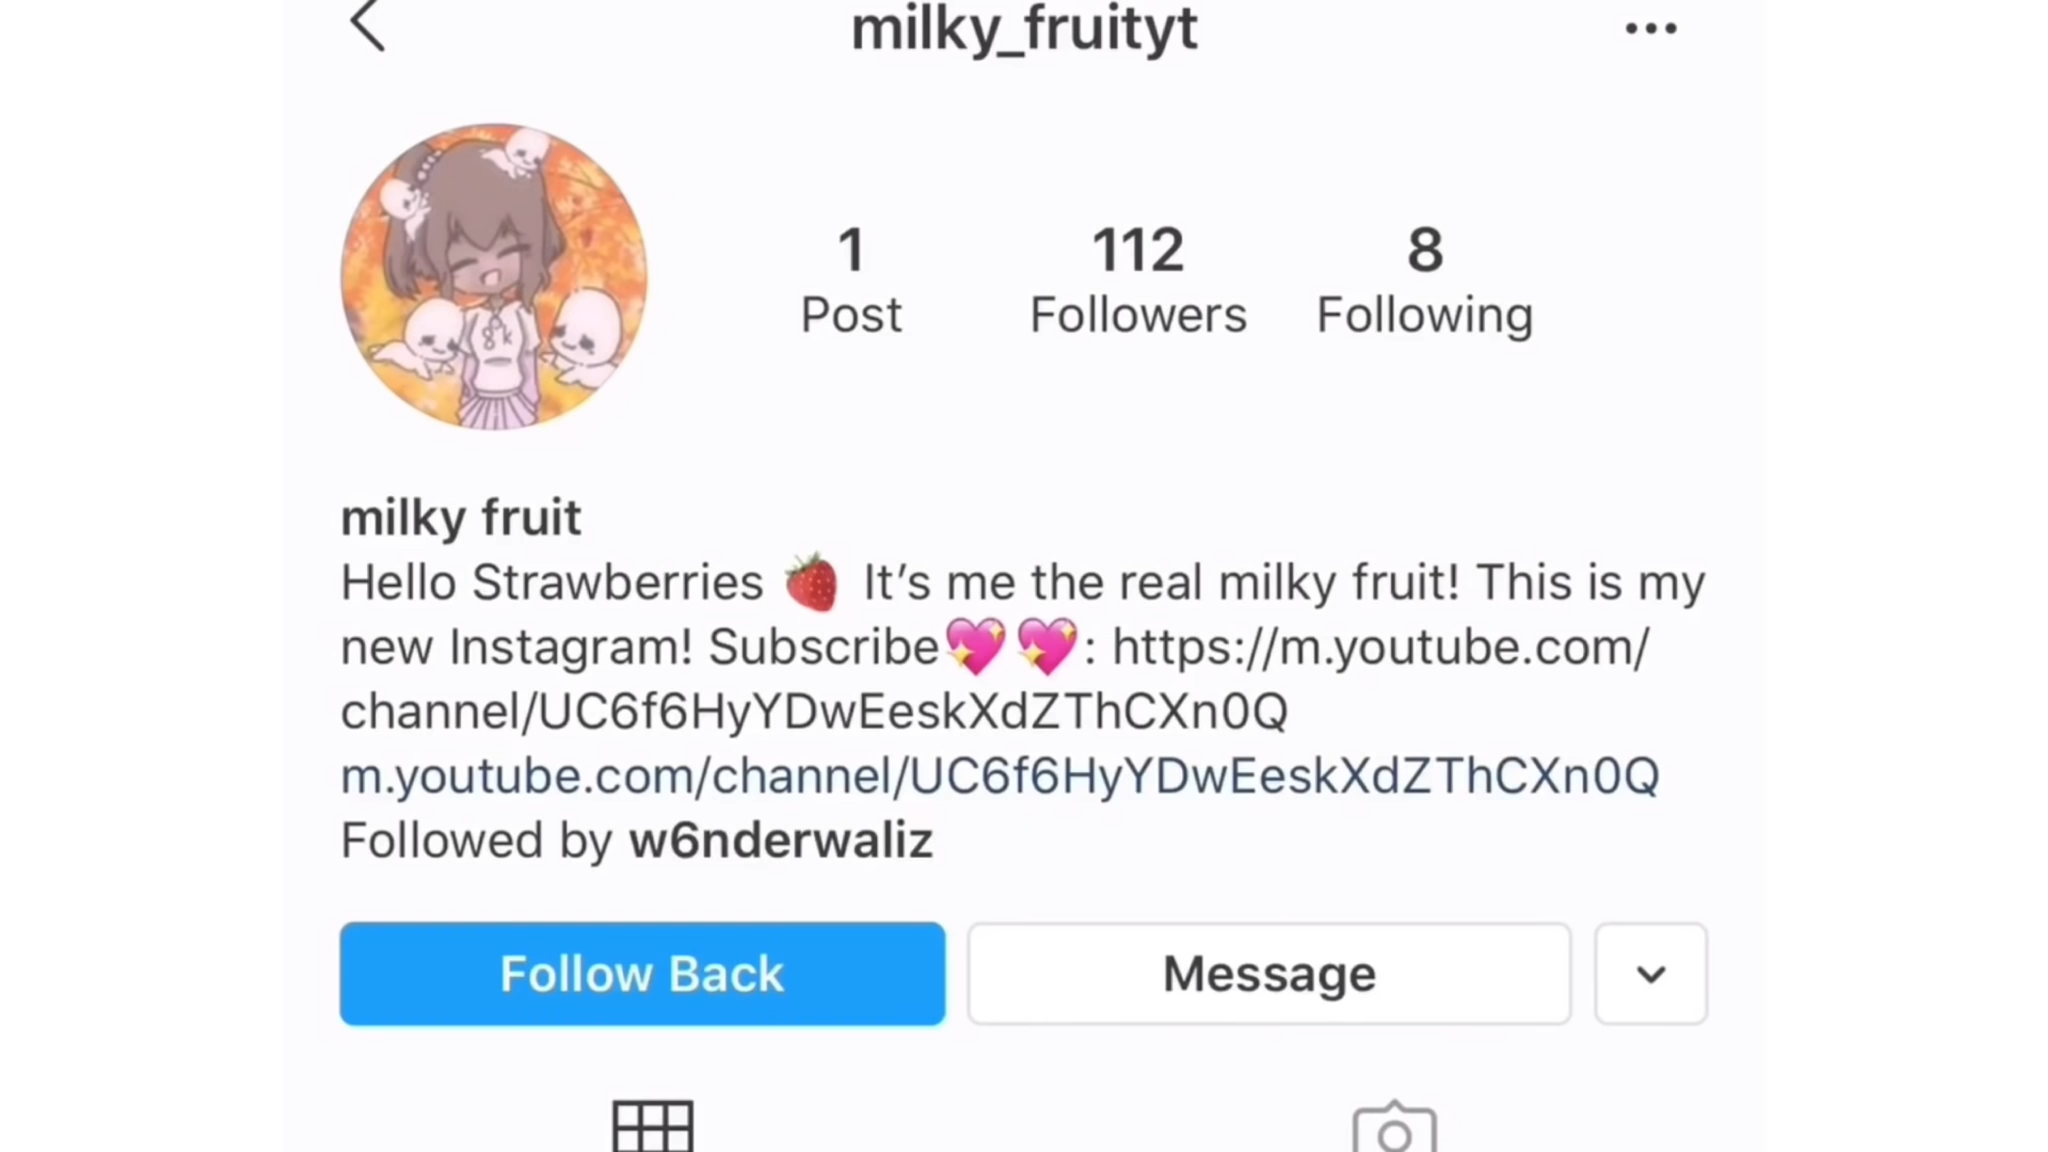 milky_fruityt
1 112 8
Post Followers Following
8k
milky fruit
Hello Strawberries 🍓 It’s me the real milky fruit! This is my
new Instagram! Subscribe💖💖: https://m.youtube.com/
channel/UC6f6HyYDwEeskXdZThCXn0Q
m.youtube.com/channel/UC6f6HyYDwEeskXdZThCXn0Q
Followed by w6nderwaliz
Follow Back Message